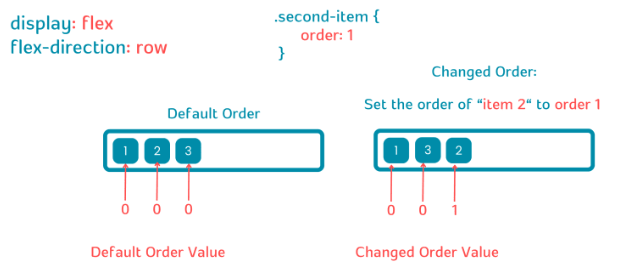 display: flex
flex-direction: row
.second-item {
order: 1
}
Default Order
1 2 3
0 0 0
Default Order Value
Changed Order:
Set the order of “item 2“ to order 1
1 3 2
0 0 1
Changed Order Value